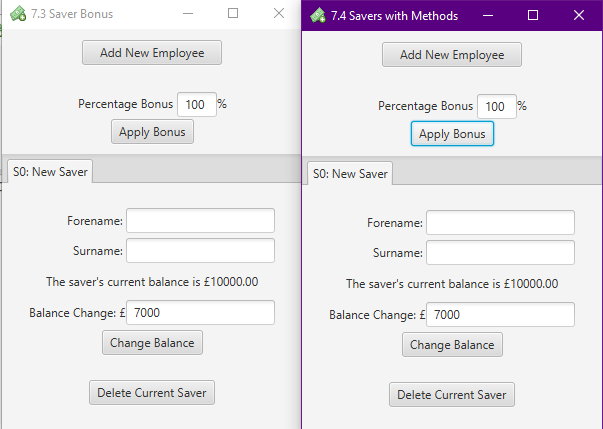 7.3 Saver Bonus
Add New Employee
Percentage Bonus 100 %
Apply Bonus
S0: New Saver
Forename:
Surname:
The saver's current balance is £10000.00
Balance Change: £ 7000
Change Balance
Delete Current Saver
7.4 Savers with Methods
Add New Employee
Percentage Bonus 100 %
Apply Bonus
S0: New Saver
Forename:
Surname:
The saver's current balance is £10000.00
Balance Change: £ 7000
Change Balance
Delete Current Saver